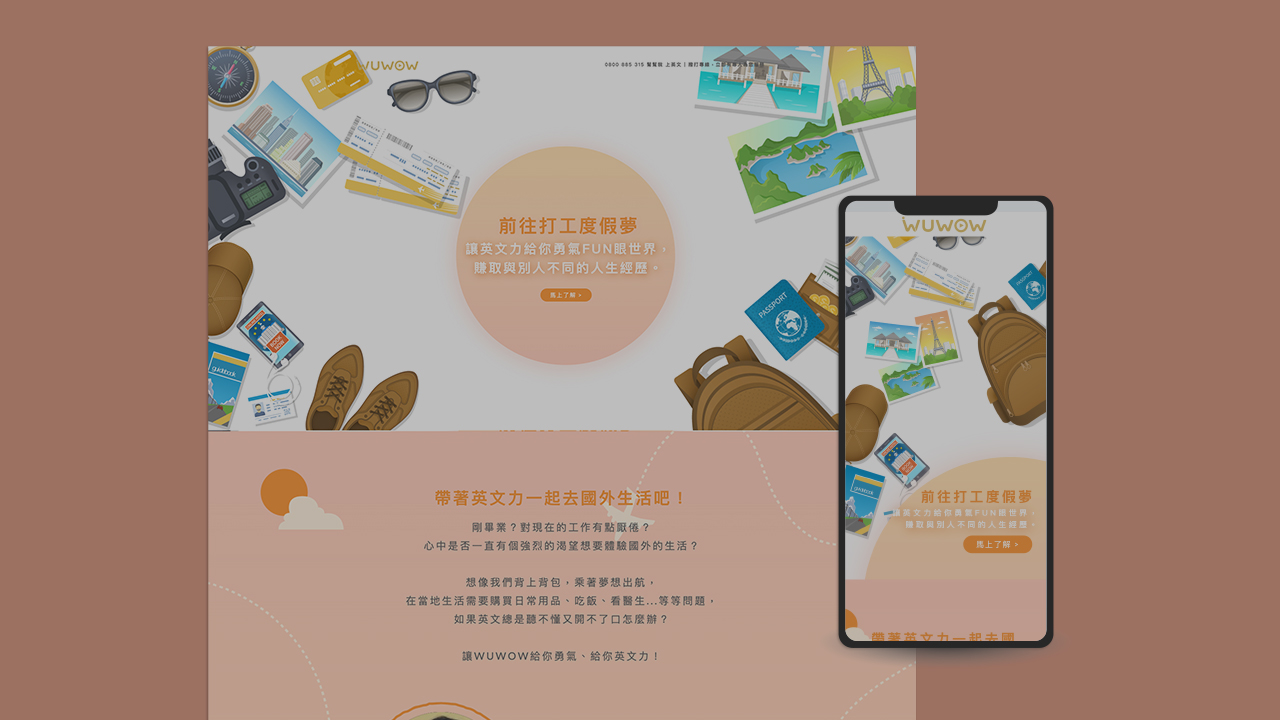 WUWOW
0800 885 315
前往打工度假夢
讓英文力給你勇氣FUN眼世界,
賺取與別人不同的人生經歷。
馬上了解 >
PASSPORT
guidebook
BOOK NOW
帶著英文力一起去國外生活吧!
剛畢業?對現在的工作有點厭倦?
心中是否一直有個強烈的渴望想要體驗國外的生活?
想像我們背上背包,乘著夢想出航,
在當地生活需要購買日常用品、吃飯、看醫生...等等問題,
如果英文總是聽不懂又開不了口怎麼辦?
讓WUWOW給你勇氣、給你英文力!
WUWOW
PASSPORT
guidebook
前往打工度假夢
讓英文力給你勇氣FUN眼世界,
賺取與別人不同的人生經歷。
馬上了解 >
帶著英文力一起去國